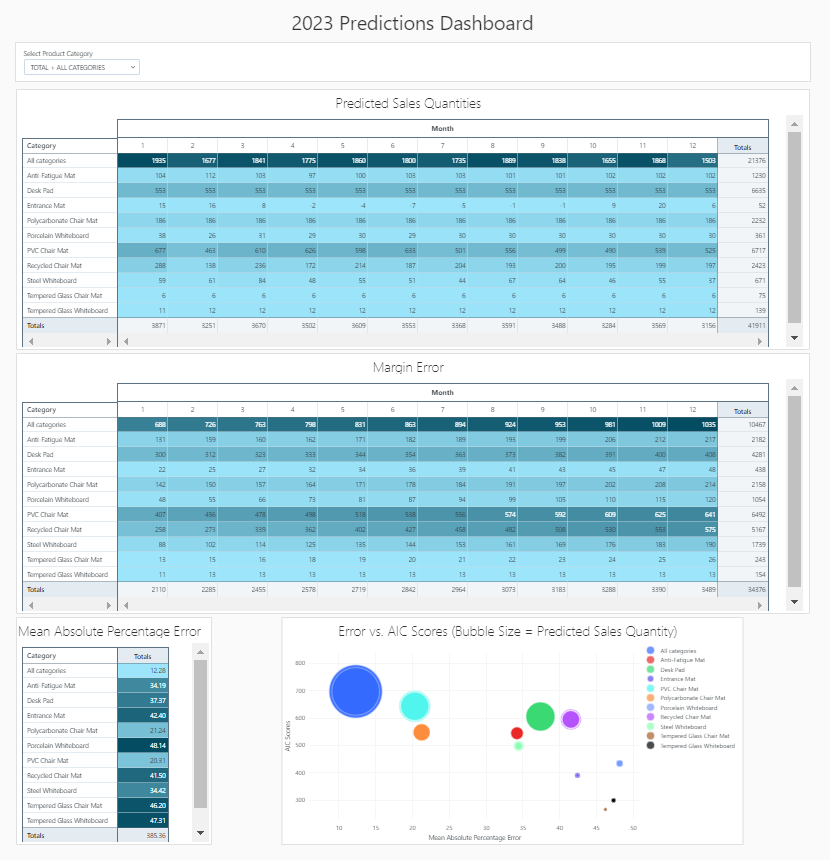 2023 Predictions Dashboard
Select Product Category
TOTAL + ALL CATEGORIES
Predicted Sales Quantities
Month
Category 1 2 3 4 5 6 7 8 9 10 11 12 Totals
All categories 1935 1677 1841 1775 1860 1800 1735 1889 1838 1655 1868 1503 21376
Anti-Fatigue Mat 104 112 103 97 100 103 103 101 101 102 102 102 1230
Desk Pad 553 553 553 553 553 553 553 553 553 553 553 553 6635
Entrance Mat 15 16 8 -2 -4 -7 5 -1 1 9 20 6 52
Polycarbonate Chair Mat 186 186 186 186 186 186 186 186 186 186 186 186 2232
Porcelain Whiteboard 38 26 31 29 30 29 30 30 30 30 30 30 361
PVC Chair Mat 677 463 610 626 598 633 501 556 499 490 539 525 6717
Recycled Chair Mat 288 138 236 172 214 187 204 193 200 195 199 197 2423
Steel Whiteboard 59 61 84 48 55 51 44 67 64 46 55 37 671
Tempered Glass Chair Mat 6 6 6 6 6 6 6 6 6 6 6 6 75
Tempered Glass Whiteboard 11 12 12 12 12 12 12 12 12 12 12 12 139
Totals 3871 3251 3670 3502 3609 3553 3368 3591 3488 3284 3569 3156 41911
Margin Error
Month
Category 1 2 3 4 5 6 7 8 9 10 11 12 Totals
All categories 688 726 763 798 831 863 894 924 953 981 1009 1035 10467
Anti-Fatigue Mat 131 159 160 162 171 182 189 193 199 206 212 217 2182
Desk Pad 300 312 323 333 344 354 363 373 382 391 400 408 4281
Entrance Mat 22 25 27 32 34 36 39 41 43 45 47 48 438
Polycarbonate Chair Mat 142 150 157 164 171 178 184 191 197 202 208 214 2158
Porcelain Whiteboard 48 55 66 73 81 87 94 99 105 110 115 120 1054
PVC Chair Mat 407 456 478 498 518 538 556 574 592 609 625 641 6492
Recycled Chair Mat 258 273 339 362 402 427 458 482 508 530 553 575 5167
Steel Whiteboard 88 102 114 125 135 144 153 161 169 176 183 190 1739
Tempered Glass Chair Mat 13 15 16 18 19 20 21 22 23 24 25 26 243
Tempered Glass Whiteboard 11 13 13 13 13 13 13 13 13 13 13 13 154
Totals 2110 2285 2455 2578 2719 2842 2964 3073 3183 3288 3390 3489 34376
Mean Absolute Percentage Error
Category Totals
All categories 12.28
Anti-Fatigue Mat 34.19
Desk Pad 37.37
Entrance Mat 42.40
Polycarbonate Chair Mat 21.24
Porcelain Whiteboard 48.14
PVC Chair Mat 20.31
Recycled Chair Mat 41.50
Steel Whiteboard 34.42
Tempered Glass Chair Mat 46.20
Tempered Glass Whiteboard 47.31
Totals 385.36
Error vs. AIC Scores (Bubble Size = Predicted Sales Quantity)
AIC Scores
800
700
600
500
400
300
10 15 20 25 30 35 40 45 50
Mean Absolute Percentage Error
All categories
Anti-Fatigue Mat
Desk Pad
Entrance Mat
PVC Chair Mat
Polycarbonate Chair Mat
Porcelain Whiteboard
Recycled Chair Mat
Steel Whiteboard
Tempered Glass Chair Mat
Tempered Glass Whiteboard